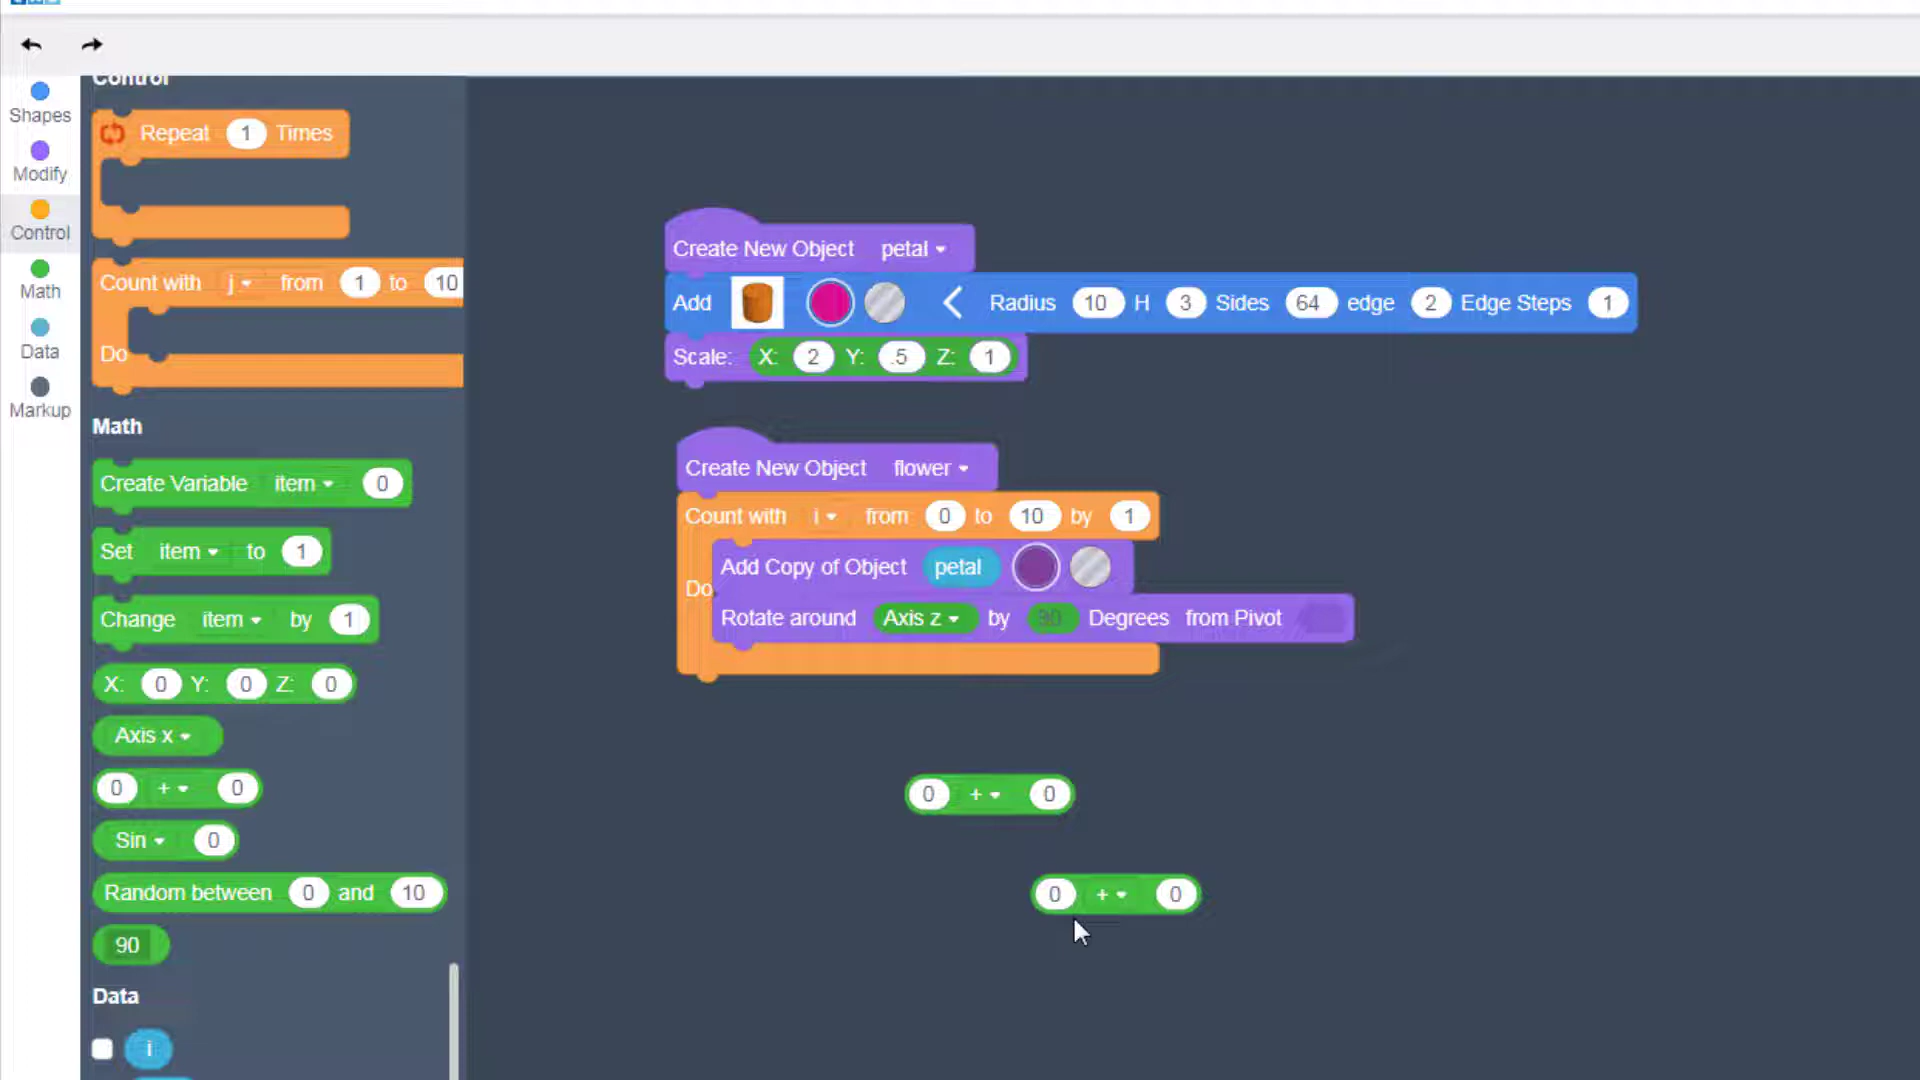 Control
Shapes
Modify
Control
Math
Data
Markup
Repeat 1 Times
Count with j from 1 to 10
Do
Math
Create Variable item 0
Set item to 1
Change item by 1
X: 0 Y: 0 Z: 0
Axis x
0 + 0
Sin 0
Random between 0 and 10
90
Data
i
Create New Object petal
Add Radius 10 H 3 Sides 64 edge 2 Edge Steps 1
Scale: X: 2 Y: .5 Z: 1
Create New Object flower
Count with i from 0 to 10 by 1
Do
Add Copy of Object petal
Rotate around Axis z by 90 Degrees from Pivot
0 + 0
0 + 0